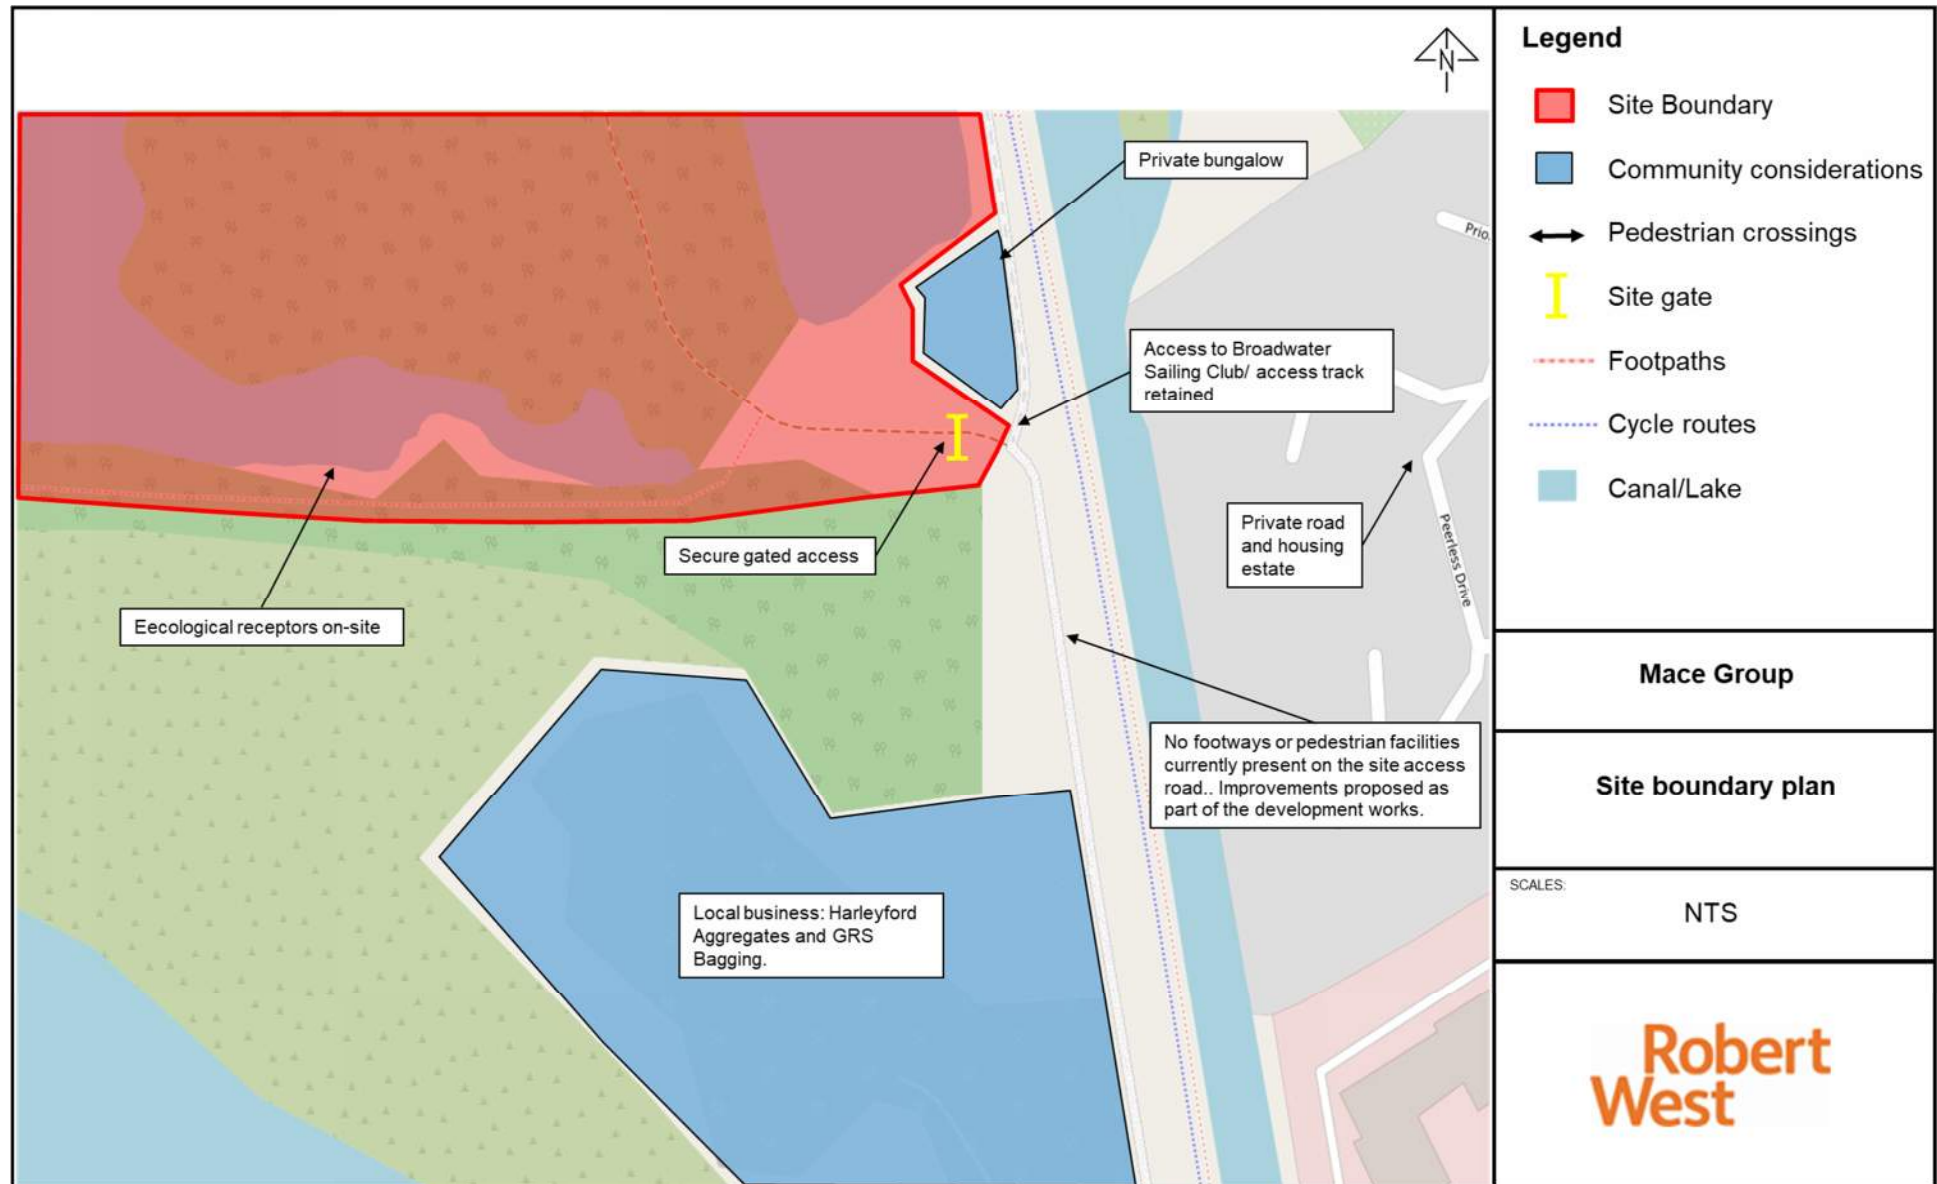 N
Private bungalow
Prio
Access to Broadwater
Sailing Club/ access track
retained
Private road
and housing
estate
Peerless Drive
Secure gated access
Eecological receptors on-site
No footways or pedestrian facilities
currently present on the site access
road.. Improvements proposed as
part of the development works.
Local business: Harleyford
Aggregates and GRS
Bagging.
Legend
Site Boundary
Community considerations
Pedestrian crossings
Site gate
Footpaths
Cycle routes
Canal/Lake
Mace Group
Site boundary plan
SCALES:
NTS
Robert
West